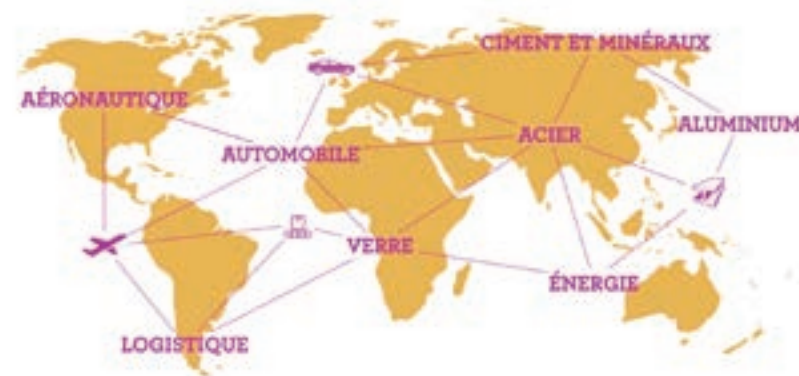 CIMENT ET MINÉRAUX
AÉRONAUTIQUE
ALUMINIUM
ACIER
AUTOMOBILE
VERRE
ÉNERGIE
LOGISTIQUE